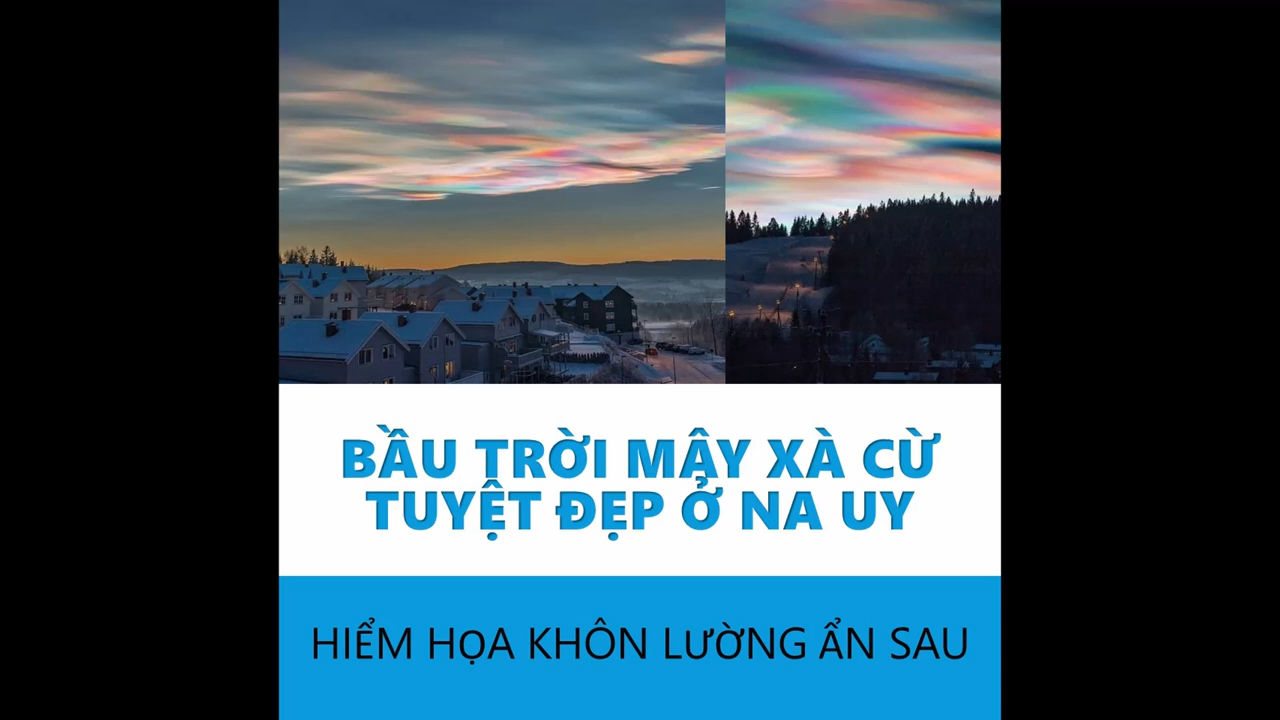 BẦU TRỜI MÂY XÀ CỪ
TUYỆT ĐẸP Ở NA UY
HIỂM HỌA KHÔN LƯỜNG ẨN SAU